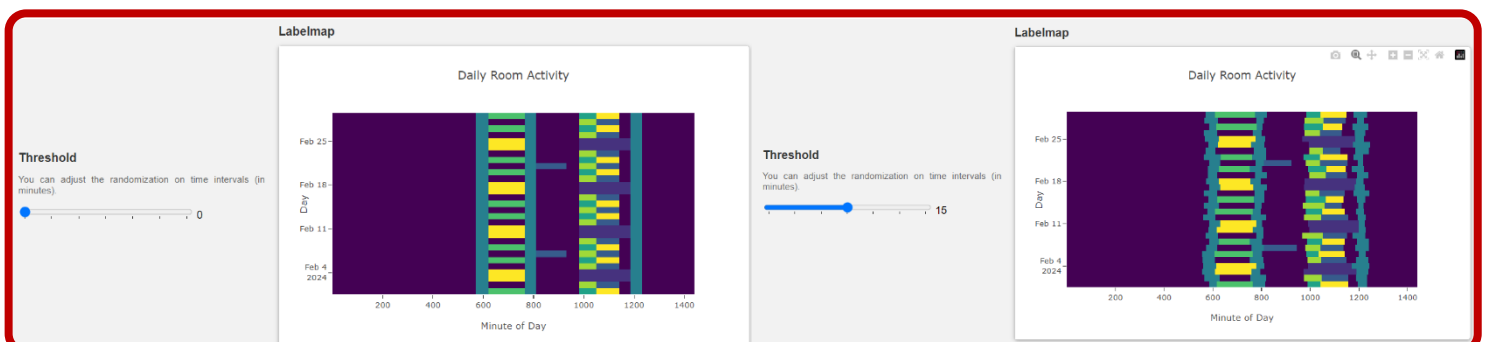 Labelmap
Daily Room Activity
Feb 25
Feb 18
Feb 11
Feb 4
2024
Day
200 400 600 800 1000 1200 1400
Minute of Day
Threshold
You can adjust the randomization on time intervals (in
minutes).
0
Labelmap
Daily Room Activity
Feb 25
Feb 18
Feb 11
Feb 4
2024
Day
200 400 600 800 1000 1200 1400
Minute of Day
Threshold
You can adjust the randomization on time intervals (in
minutes).
15